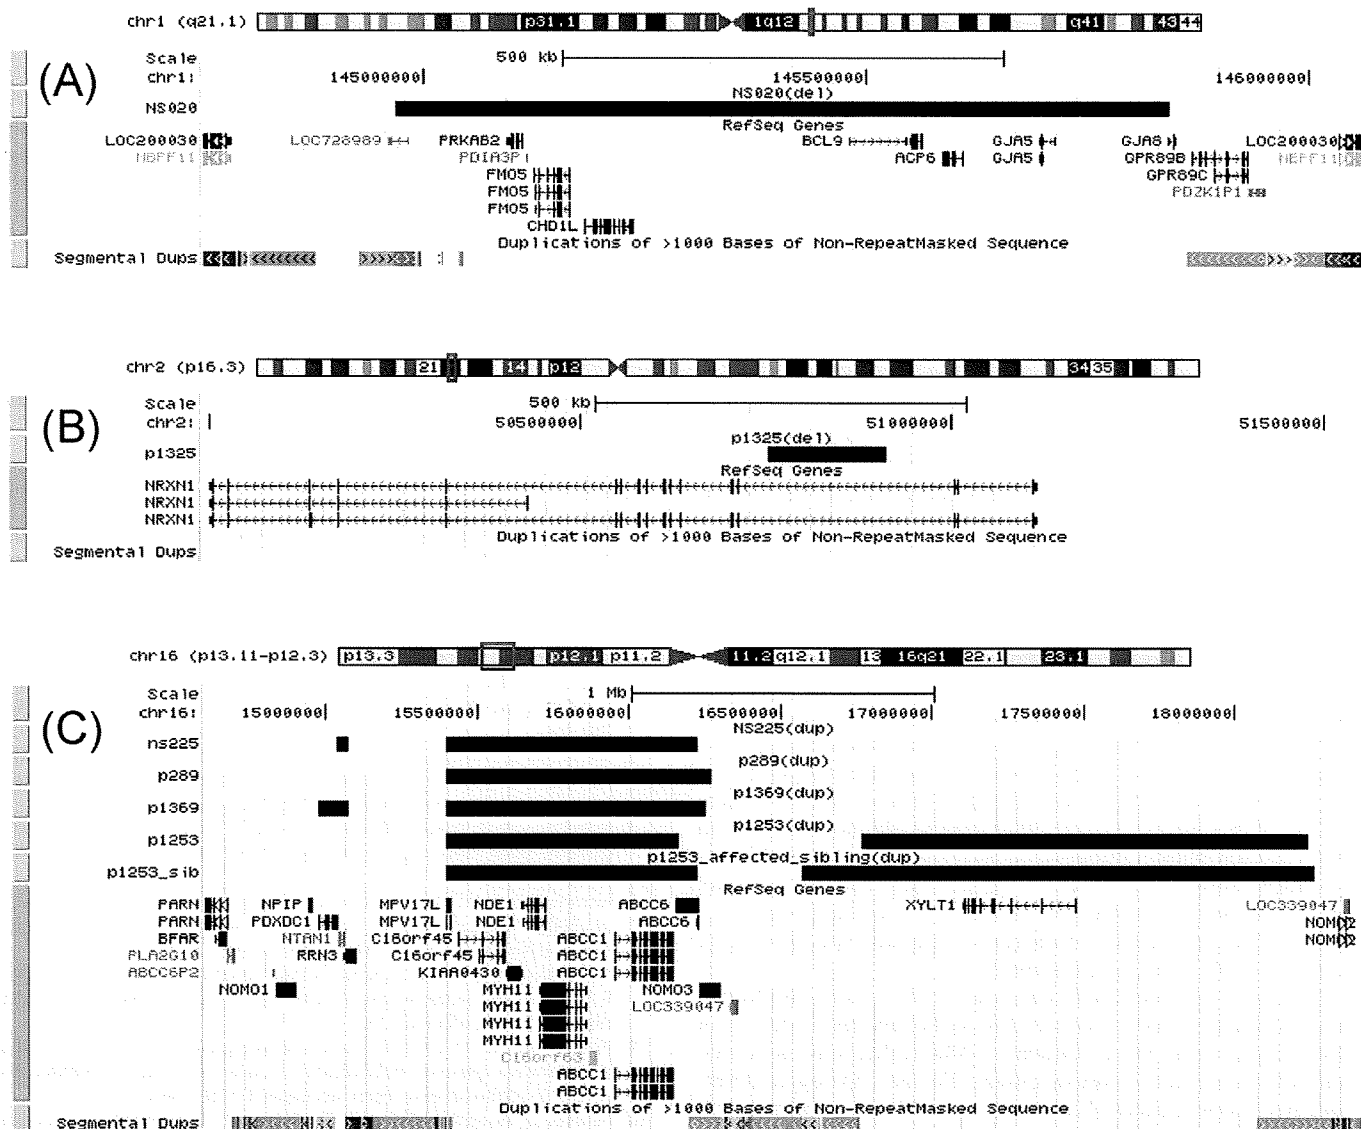 chr1 (q21.1) p31.1 1q12 q41 43 44
(A)
Scale 500 kb
chr1: 145000000 145500000 146000000
NS020(del)
NS020
RefSeq Genes
LOC200030 LOC728989 PRKAB2 BCL9 GJA5 GJA8 LOC200030
NBPF11 PDIA3P ACP6 GJA5 GPR89B NBPF11
FMO5 GPR89C
FMO5 PDZK1P1
FMO5
CHD1L
Duplications of >1000 Bases of Non-RepeatMasked Sequence
Segmental Dups
chr2 (p16.3) 21 14 p12 34 35
(B)
Scale 500 kb
chr2: 50500000 51000000 51500000
p1325(del)
p1325
RefSeq Genes
NRXN1
NRXN1
NRXN1
Duplications of >1000 Bases of Non-RepeatMasked Sequence
Segmental Dups
chr16 (p13.11-p12.3) p13.3 p12.1 p11.2 11.2 q12.1 13 16q21 22.1 23.1
(C)
Scale 1 Mb
chr16: 15000000 15500000 16000000 16500000 17000000 17500000 18000000
NS225(dup)
ns225
p289(dup)
p289
p1369(dup)
p1369
p1253(dup)
p1253
p1253_affected_sibling(dup)
p1253_sib
RefSeq Genes
PARN NPIP MPV17L NDE1 ABCC6 XYLT1 LOC339047
PARN PDXDC1 MPV17L NDE1 ABCC6 NOMO2
BFAR NTAN1 C16orf45 ABCC1 NOMO2
PLA2G10 RRN3 C16orf45 ABCC1
ABCC6P2 KIAA0430 ABCC1
NOMO1 MYH11 NOMO3
MYH11 LOC339047
MYH11
MYH11
C16orf63
ABCC1
ABCC1
Duplications of >1000 Bases of Non-RepeatMasked Sequence
Segmental Dups